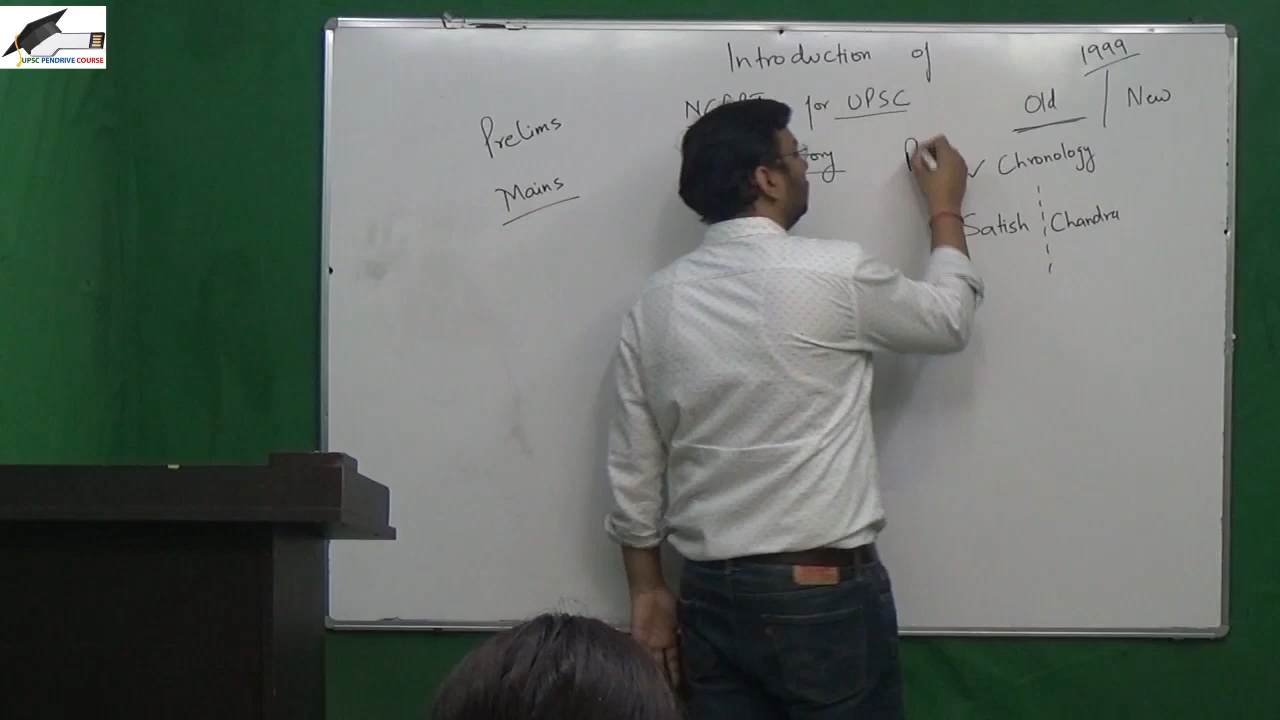 UPSC PENDRIVE COURSE
Introduction of
for UPSC
Prelims
Mains
1999
Old / New
✓ Chronology
Satish Chandra